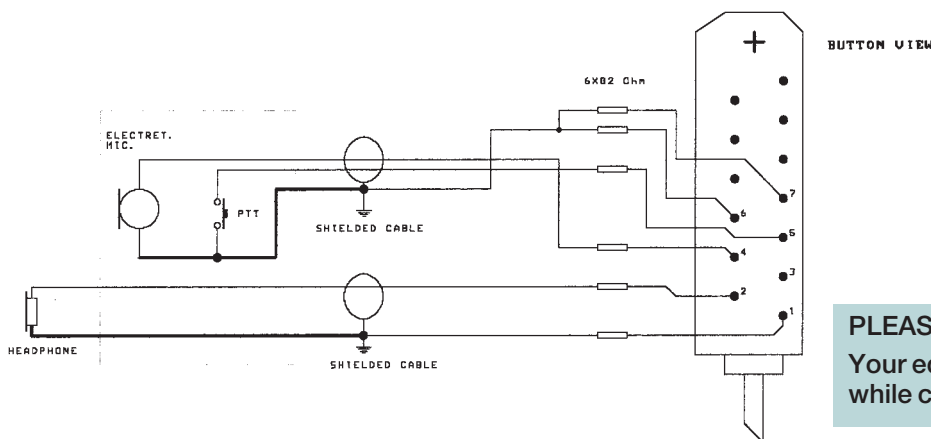 BUTTON VIEW
6X82 Ohm
ELECTRET.
MIC.
PTT
SHIELDED CABLE
7
6
5
4
3
2
1
HEADPHONE
SHIELDED CABLE
PLEAS
Your ec
while c